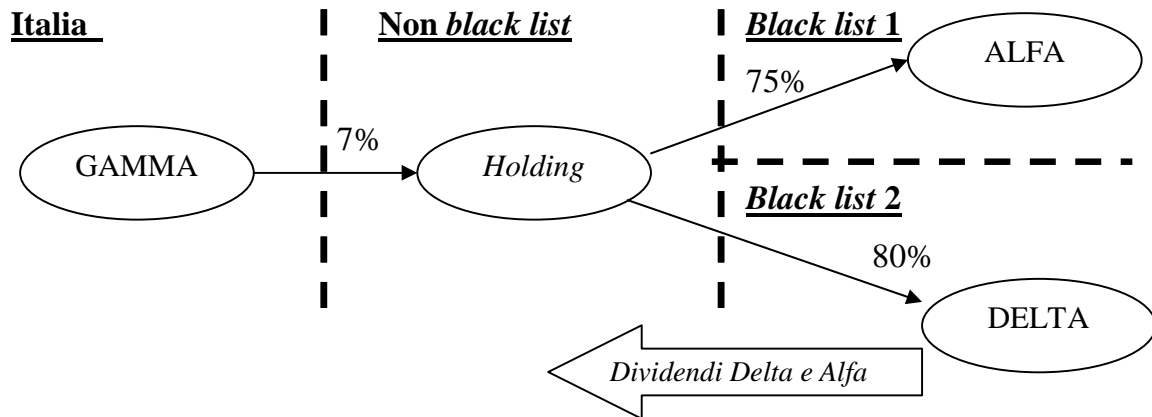 Italia
Non black list
Black list 1
ALFA
75%
7%
GAMMA
Holding
Black list 2
80%
DELTA
Dividendi Delta e Alfa